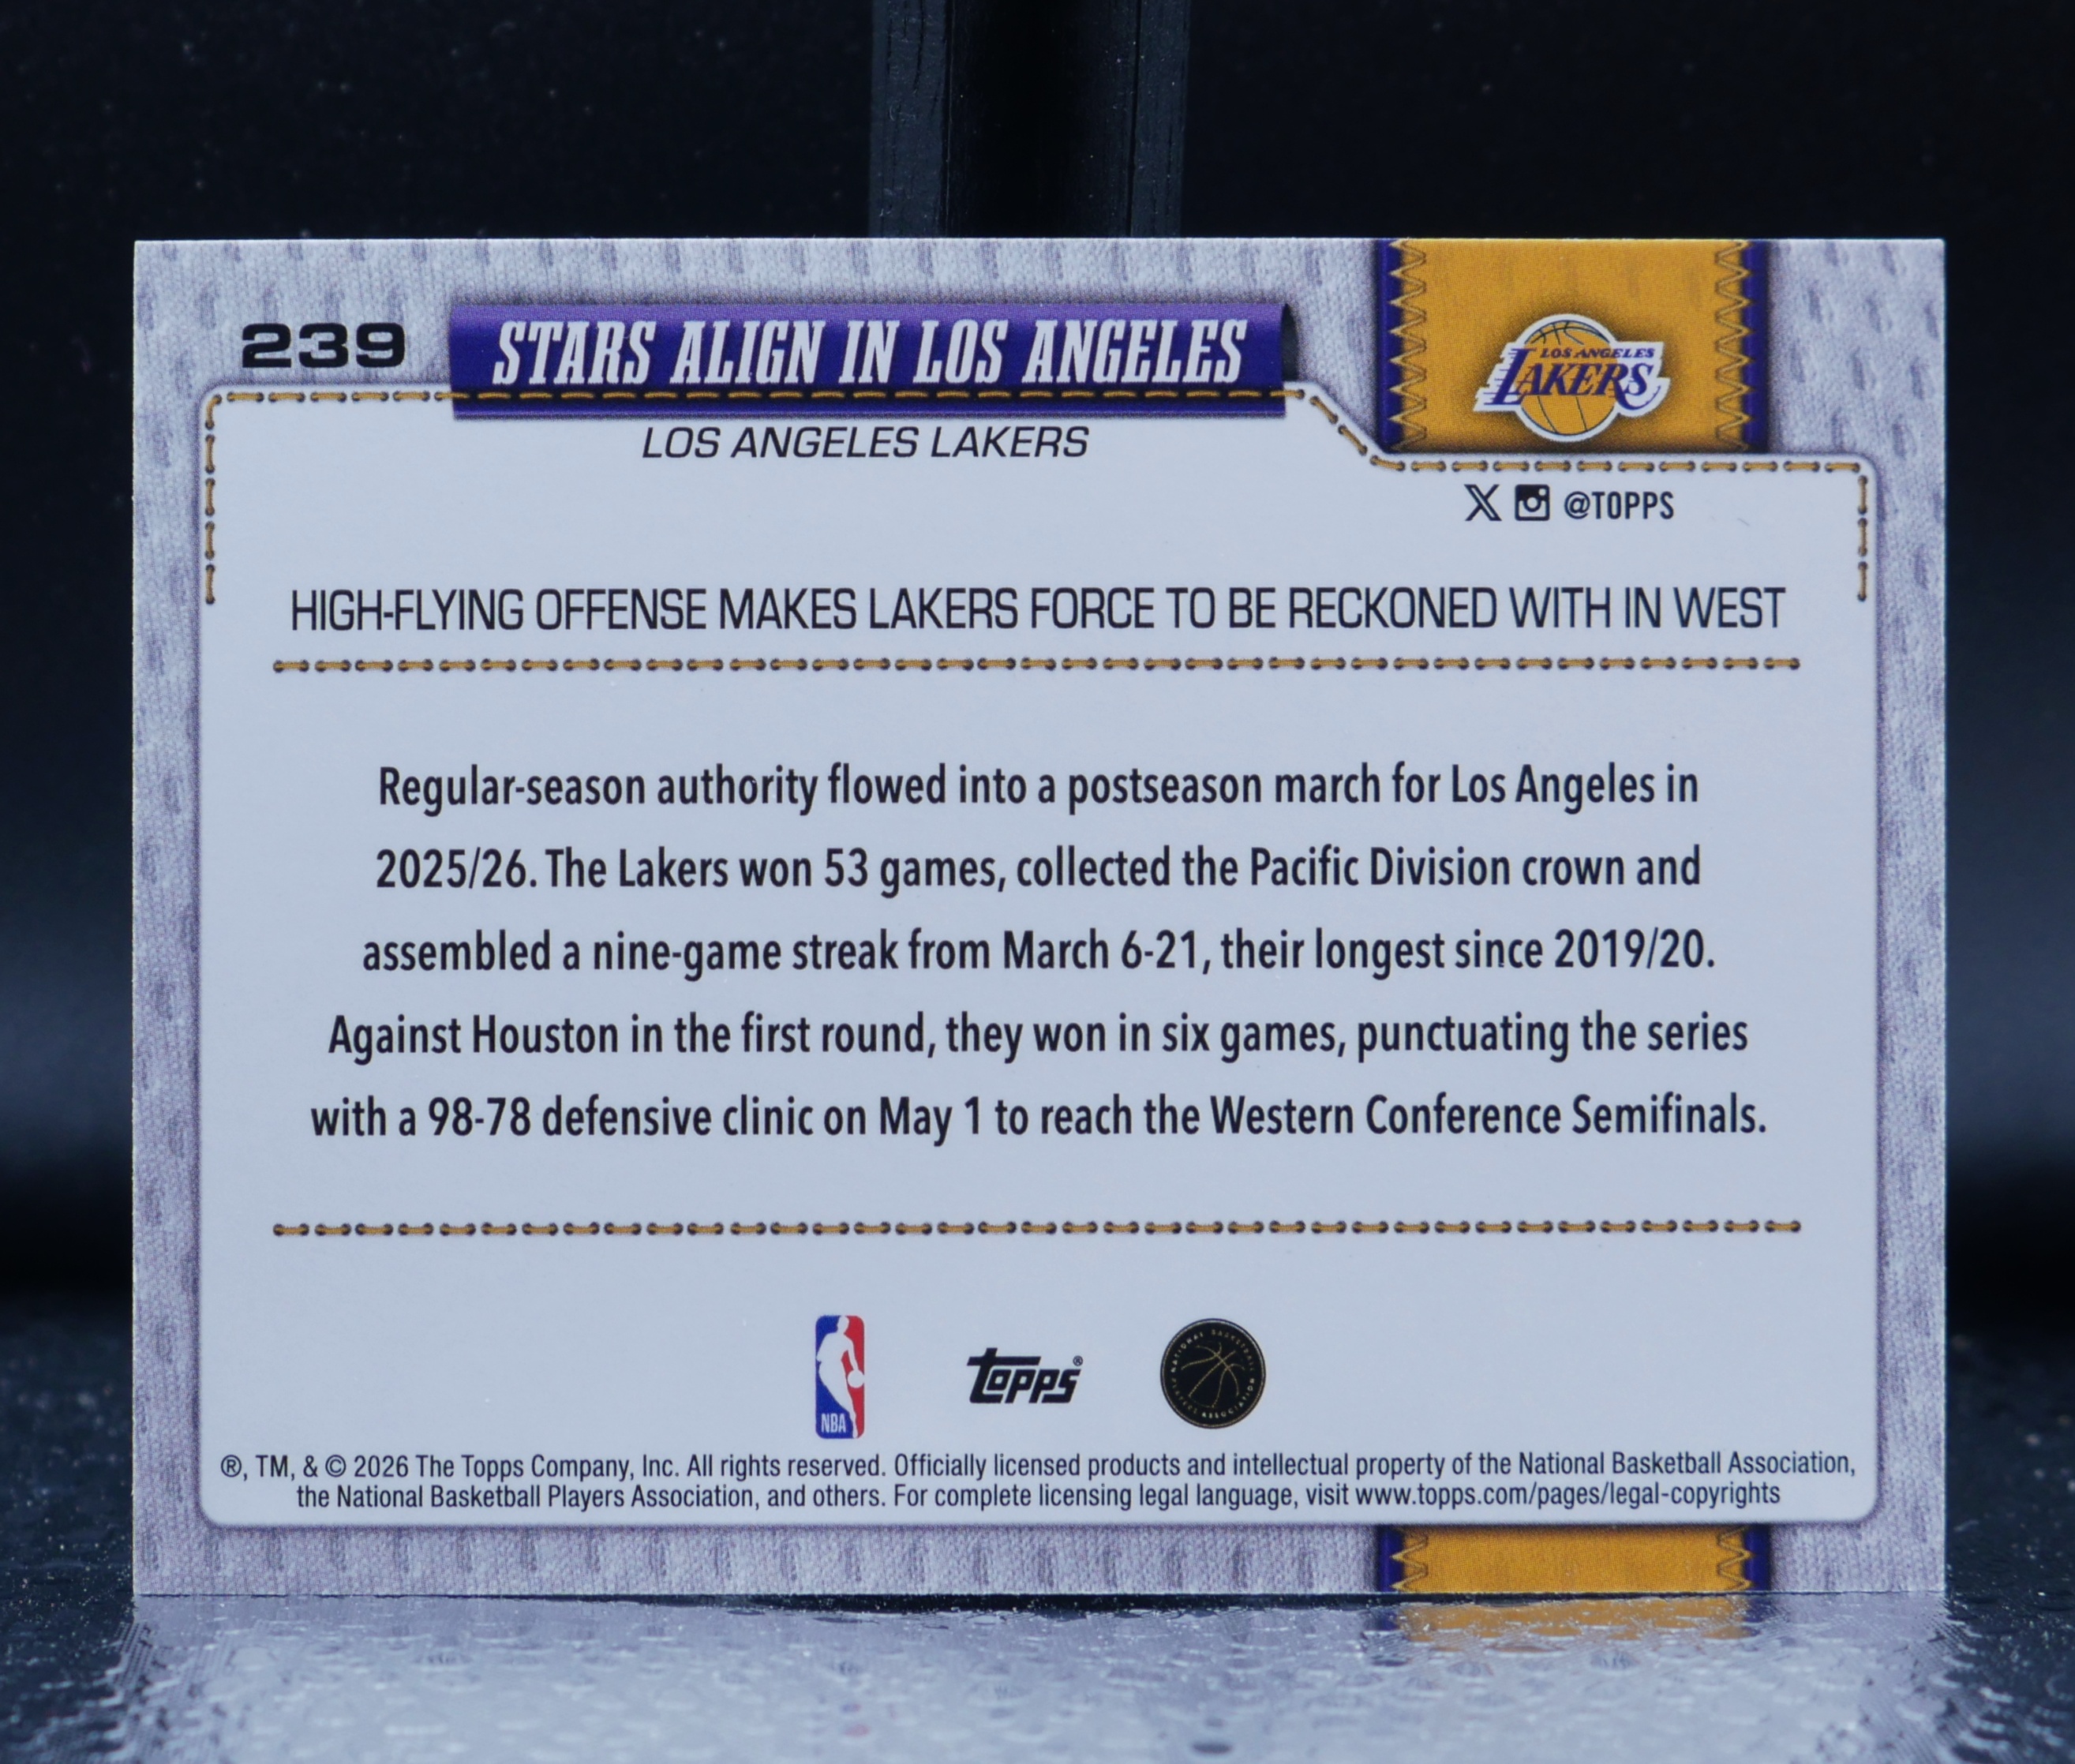 239
STARS ALIGN IN LOS ANGELES
LOS ANGELES LAKERS
LOS ANGELES
LAKERS
@TOPPS
HIGH-FLYING OFFENSE MAKES LAKERS FORCE TO BE RECKONED WITH IN WEST
Regular-season authority flowed into a postseason march for Los Angeles in
2025/26. The Lakers won 53 games, collected the Pacific Division crown and
assembled a nine-game streak from March 6-21, their longest since 2019/20.
Against Houston in the first round, they won in six games, punctuating the series
with a 98-78 defensive clinic on May 1 to reach the Western Conference Semifinals.
NBA
Topps®
NATIONAL BASKETBALL
PLAYERS ASSOCIATION
®, TM, & © 2026 The Topps Company, Inc. All rights reserved. Officially licensed products and intellectual property of the National Basketball Association,
the National Basketball Players Association, and others. For complete licensing legal language, visit www.topps.com/pages/legal-copyrights